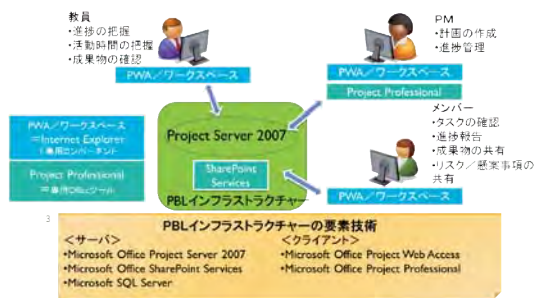 教員
•進捗の把握
•活動時間の把握
•成果物の確認
PWA／ワークスペース
PM
•計画の作成
•進捗管理
PWA／ワークスペース
Project Professional
メンバー
•タスクの確認
•進捗報告
•成果物の共有
•リスク／懸案事項の
共有
PWA／ワークスペース
PWA／ワークスペース
＝Internet Explorer
＋専用コンポーネント
Project Professional
＝専用Officeツール
Project Server 2007
SharePoint
Services
PBLインフラストラクチャー
3
PBLインフラストラクチャーの要素技術
＜サーバ＞
•Microsoft Office Project Server 2007
•Microsoft Office SharePoint Services
•Microsoft SQL Server
＜クライアント＞
•Microsoft Office Project Web Access
•Microsoft Office Project Professional